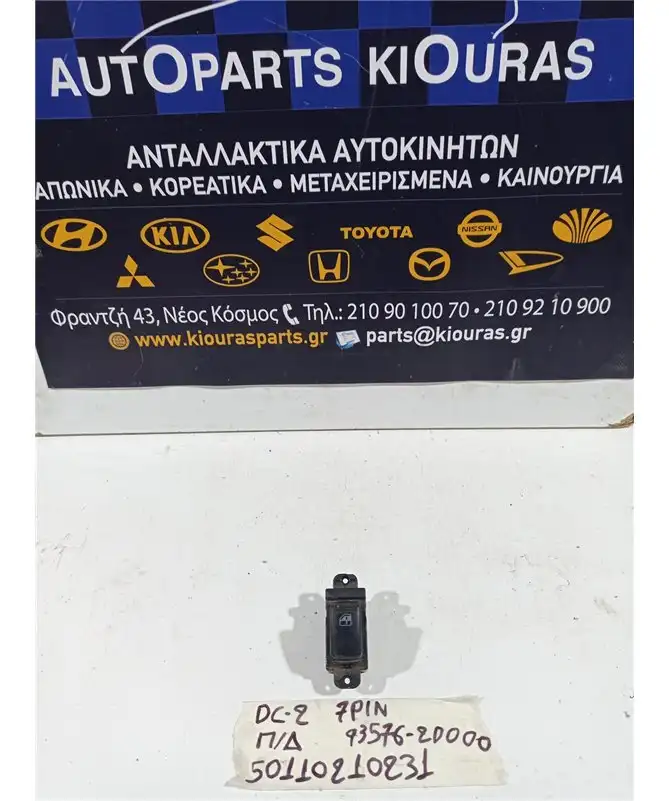 AUTOPARTS KIOURAS
ΑΝΤΑΛΛΑΚΤΙΚΑ ΑΥΤΟΚΙΝΗΤΩΝ
ΑΠΩΝΙΚΑ • ΚΟΡΕΑΤΙΚΑ • ΜΕΤΑΧΕΙΡΙΣΜΕΝΑ • ΚΑΙΝΟΥΡΓΙΑ
KIA TOYOTA NISSAN
Φραντζή 43, Νέος Κόσμος Τηλ.: 210 90 100 70 • 210 92 10 900
www.kiourasparts.gr parts@kiouras.gr
DC-2 7PIN
Π/Δ 93576-2D000
50110210231